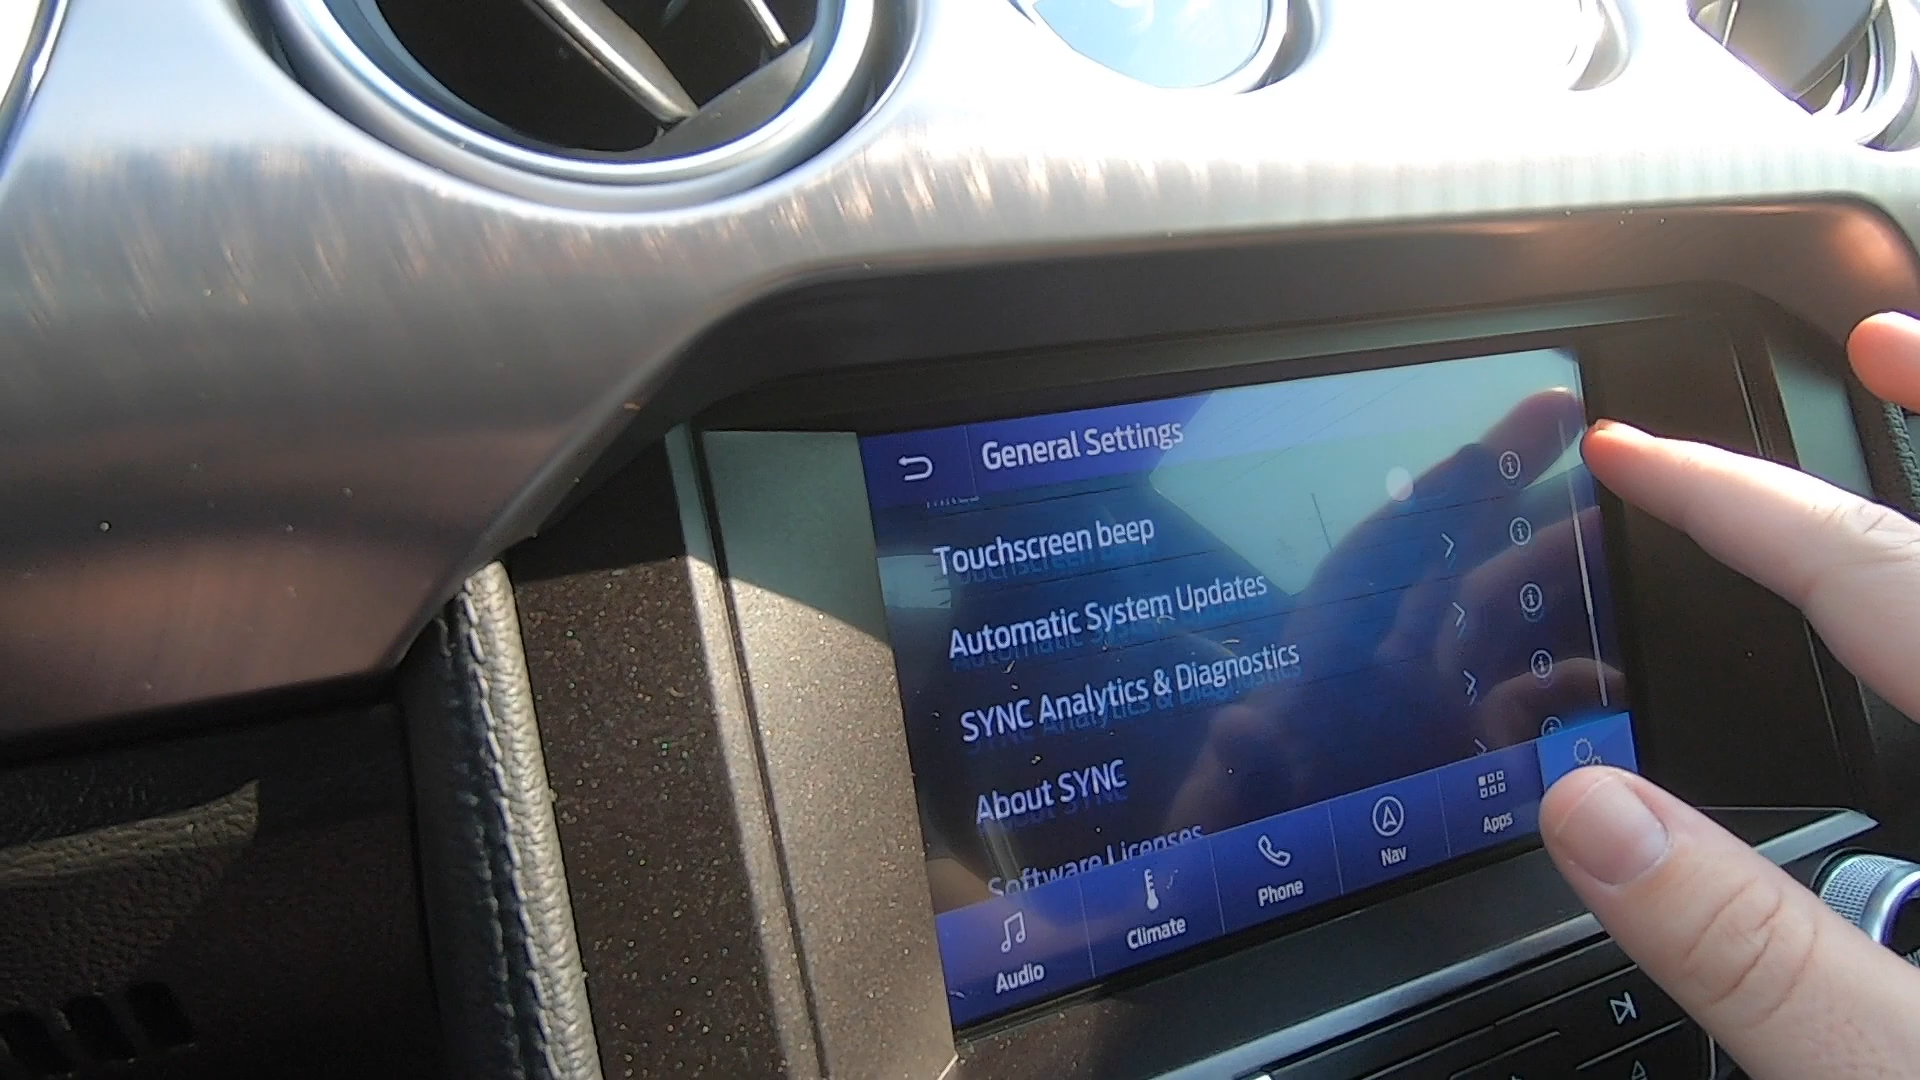 General Settings
Touchscreen beep
Automatic System Updates
SYNC Analytics & Diagnostics
About SYNC
Software Licenses
Audio
Climate
Phone
Nav
Apps